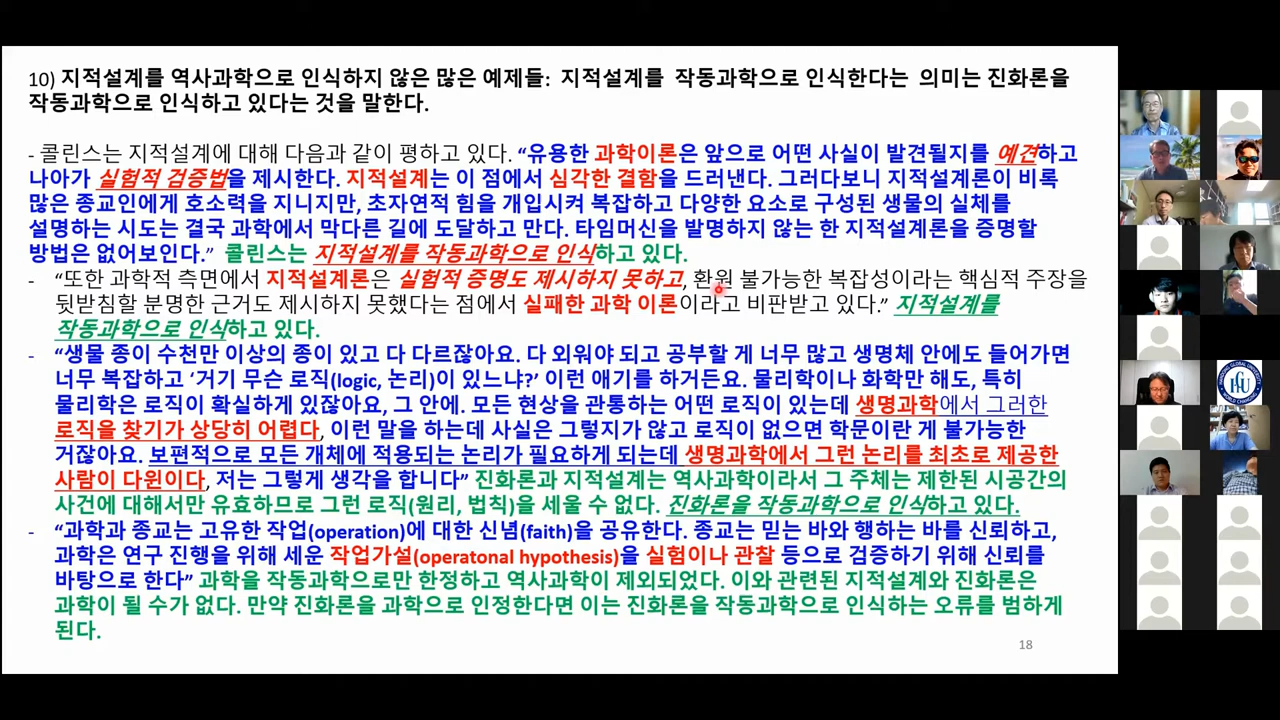 10) 지적설계를 역사과학으로 인식하지 않은 많은 예제들: 지적설계를 작동과학으로 인식한다는 의미는 진화론을
작동과학으로 인식하고 있다는 것을 말한다.
- 콜린스는 지적설계에 대해 다음과 같이 평하고 있다. “유용한 과학이론은 앞으로 어떤 사실이 발견될지를 예견하고
나아가 실험적 검증법을 제시한다. 지적설계는 이 점에서 심각한 결함을 드러낸다. 그러다보니 지적설계론이 비록
많은 종교인에게 호소력을 지니지만, 초자연적 힘을 개입시켜 복잡하고 다양한 요소로 구성된 생물의 실체를
설명하는 시도는 결국 과학에서 막다른 길에 도달하고 만다. 타임머신을 발명하지 않는 한 지적설계론을 증명할
방법은 없어보인다.” 콜린스는 지적설계를 작동과학으로 인식하고 있다.
- “또한 과학적 측면에서 지적설계론은 실험적 증명도 제시하지 못하고, 환원 불가능한 복잡성이라는 핵심적 주장을
뒷받침할 분명한 근거도 제시하지 못했다는 점에서 실패한 과학 이론이라고 비판받고 있다.” 지적설계를
작동과학으로 인식하고 있다.
- “생물 종이 수천만 이상의 종이 있고 다 다르잖아요. 다 외워야 되고 공부할 게 너무 많고 생명체 안에도 들어가면
너무 복잡하고 ‘거기 무슨 로직(logic, 논리)이 있느냐?’ 이런 얘기를 하거든요. 물리학이나 화학만 해도, 특히
물리학은 로직이 확실하게 있잖아요, 그 안에. 모든 현상을 관통하는 어떤 로직이 있는데 생명과학에서 그러한
로직을 찾기가 상당히 어렵다, 이런 말을 하는데 사실은 그렇지가 않고 로직이 없으면 학문이란 게 불가능한
거잖아요. 보편적으로 모든 개체에 적용되는 논리가 필요하게 되는데 생명과학에서 그런 논리를 최초로 제공한
사람이 다윈이다, 저는 그렇게 생각을 합니다” 진화론과 지적설계는 역사과학이라서 그 주체는 제한된 시공간의
사건에 대해서만 유효하므로 그런 로직(원리, 법칙)을 세울 수 없다. 진화론을 작동과학으로 인식하고 있다.
- “과학과 종교는 고유한 작업(operation)에 대한 신념(faith)을 공유한다. 종교는 믿는 바와 행하는 바를 신뢰하고,
과학은 연구 진행을 위해 세운 작업가설(operatonal hypothesis)을 실험이나 관찰 등으로 검증하기 위해 신뢰를
바탕으로 한다” 과학을 작동과학으로만 한정하고 역사과학이 제외되었다. 이와 관련된 지적설계와 진화론은
과학이 될 수가 없다. 만약 진화론을 과학으로 인정한다면 이는 진화론을 작동과학으로 인식하는 오류를 범하게
된다.
18